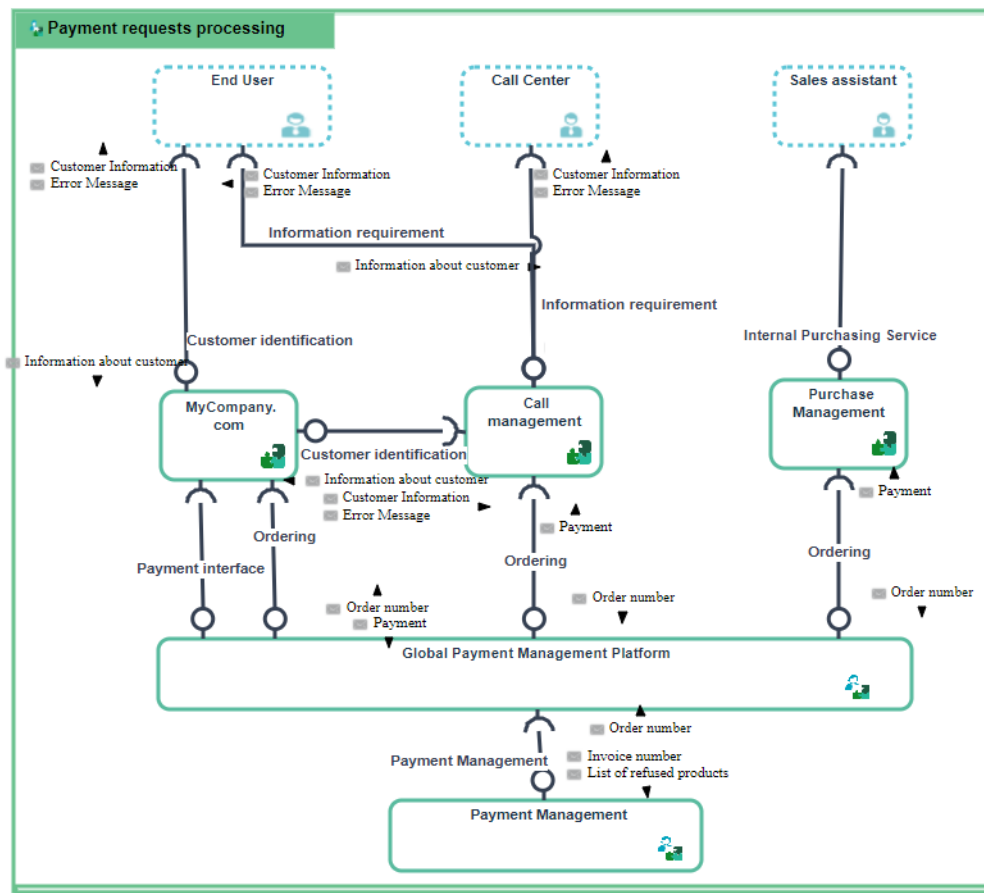 Payment requests processing
End User
Call Center
Sales assistant
Customer Information
Error Message
Customer Information
Error Message
Customer Information
Error Message
Information requirement
Information about customer
Information requirement
Customer identification
Internal Purchasing Service
Information about customer
MyCompany.
com
Call
management
Purchase
Management
Customer identification
Information about customer
Customer Information
Error Message
Payment
Payment
Ordering
Payment interface
Ordering
Ordering
Order number
Payment
Order number
Order number
Global Payment Management Platform
Order number
Payment Management
Invoice number
List of refused products
Payment Management